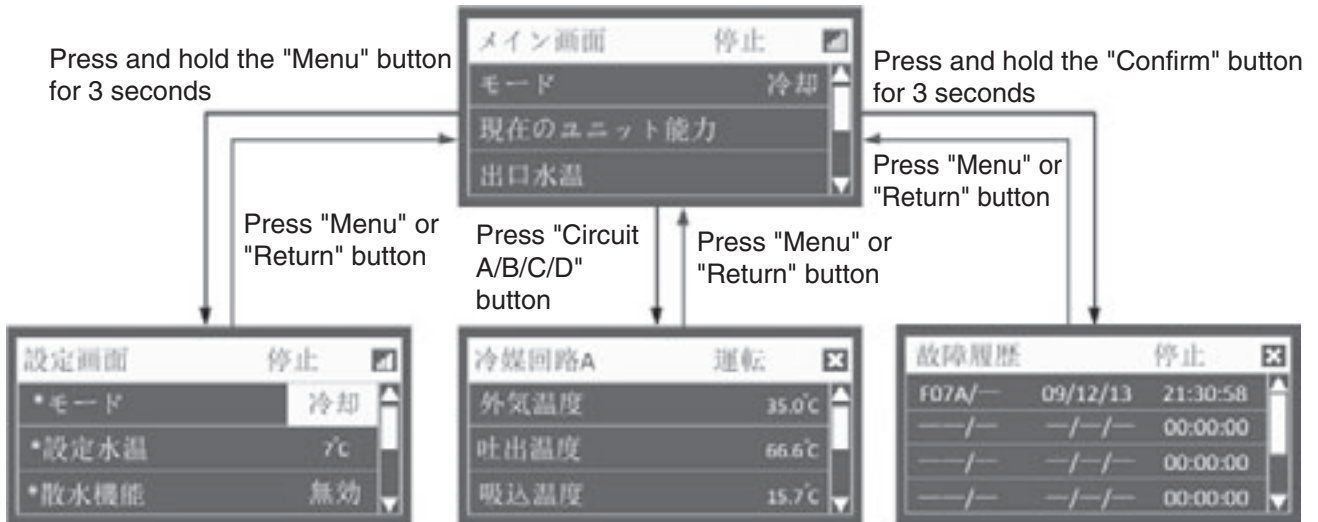 メイン画面 停止
モード 冷却
現在のユニット能力
出口水温
Press and hold the "Menu" button
for 3 seconds
Press and hold the "Confirm" button
for 3 seconds
Press "Menu" or
"Return" button
Press "Circuit
A/B/C/D"
button
Press "Menu" or
"Return" button
Press "Menu" or
"Return" button
設定画面 停止
*モード 冷却
*設定水温 7℃
*散水機能 無効
冷媒回路A 運転
外気温度 35.0℃
吐出温度 66.6℃
吸込温度 15.7℃
故障履歴 停止
F07A/— 09/12/13 21:30:58
——/— —/—/— 00:00:00
——/— —/—/— 00:00:00
——/— —/—/— 00:00:00